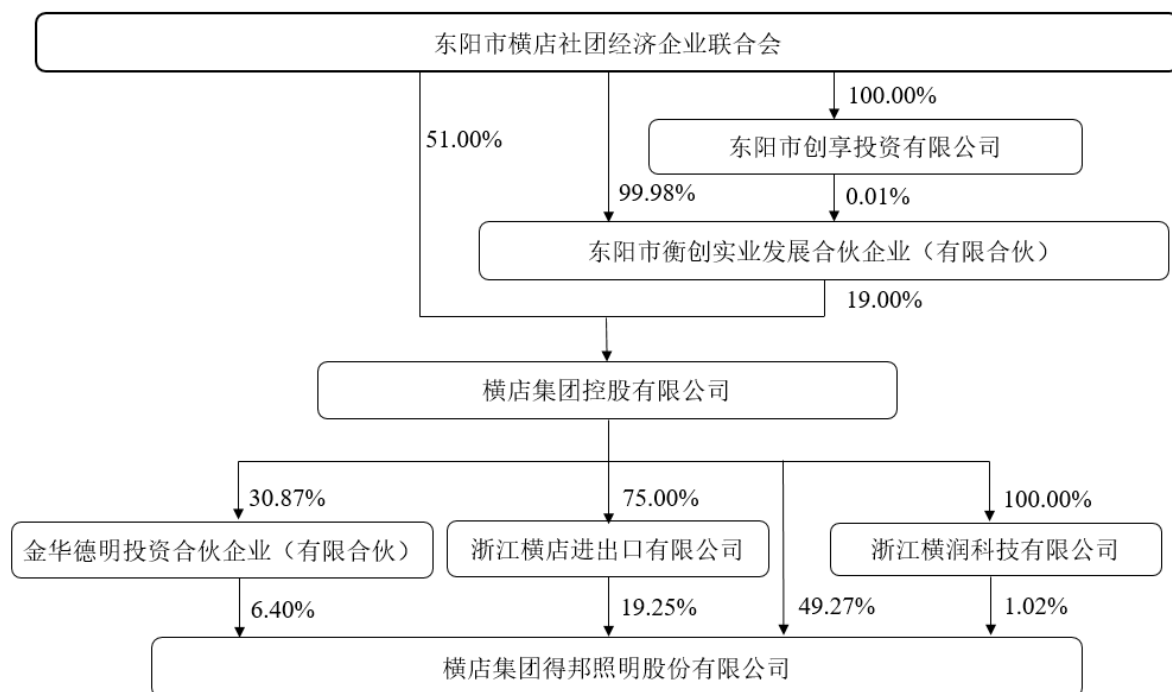 东阳市横店社团经济企业联合会
100.00%
51.00%
东阳市创享投资有限公司
99.98%
0.01%
东阳市衡创实业发展合伙企业（有限合伙）
19.00%
横店集团控股有限公司
30.87%
75.00%
100.00%
金华德明投资合伙企业（有限合伙）
浙江横店进出口有限公司
浙江横润科技有限公司
6.40%
19.25%
49.27%
1.02%
横店集团得邦照明股份有限公司